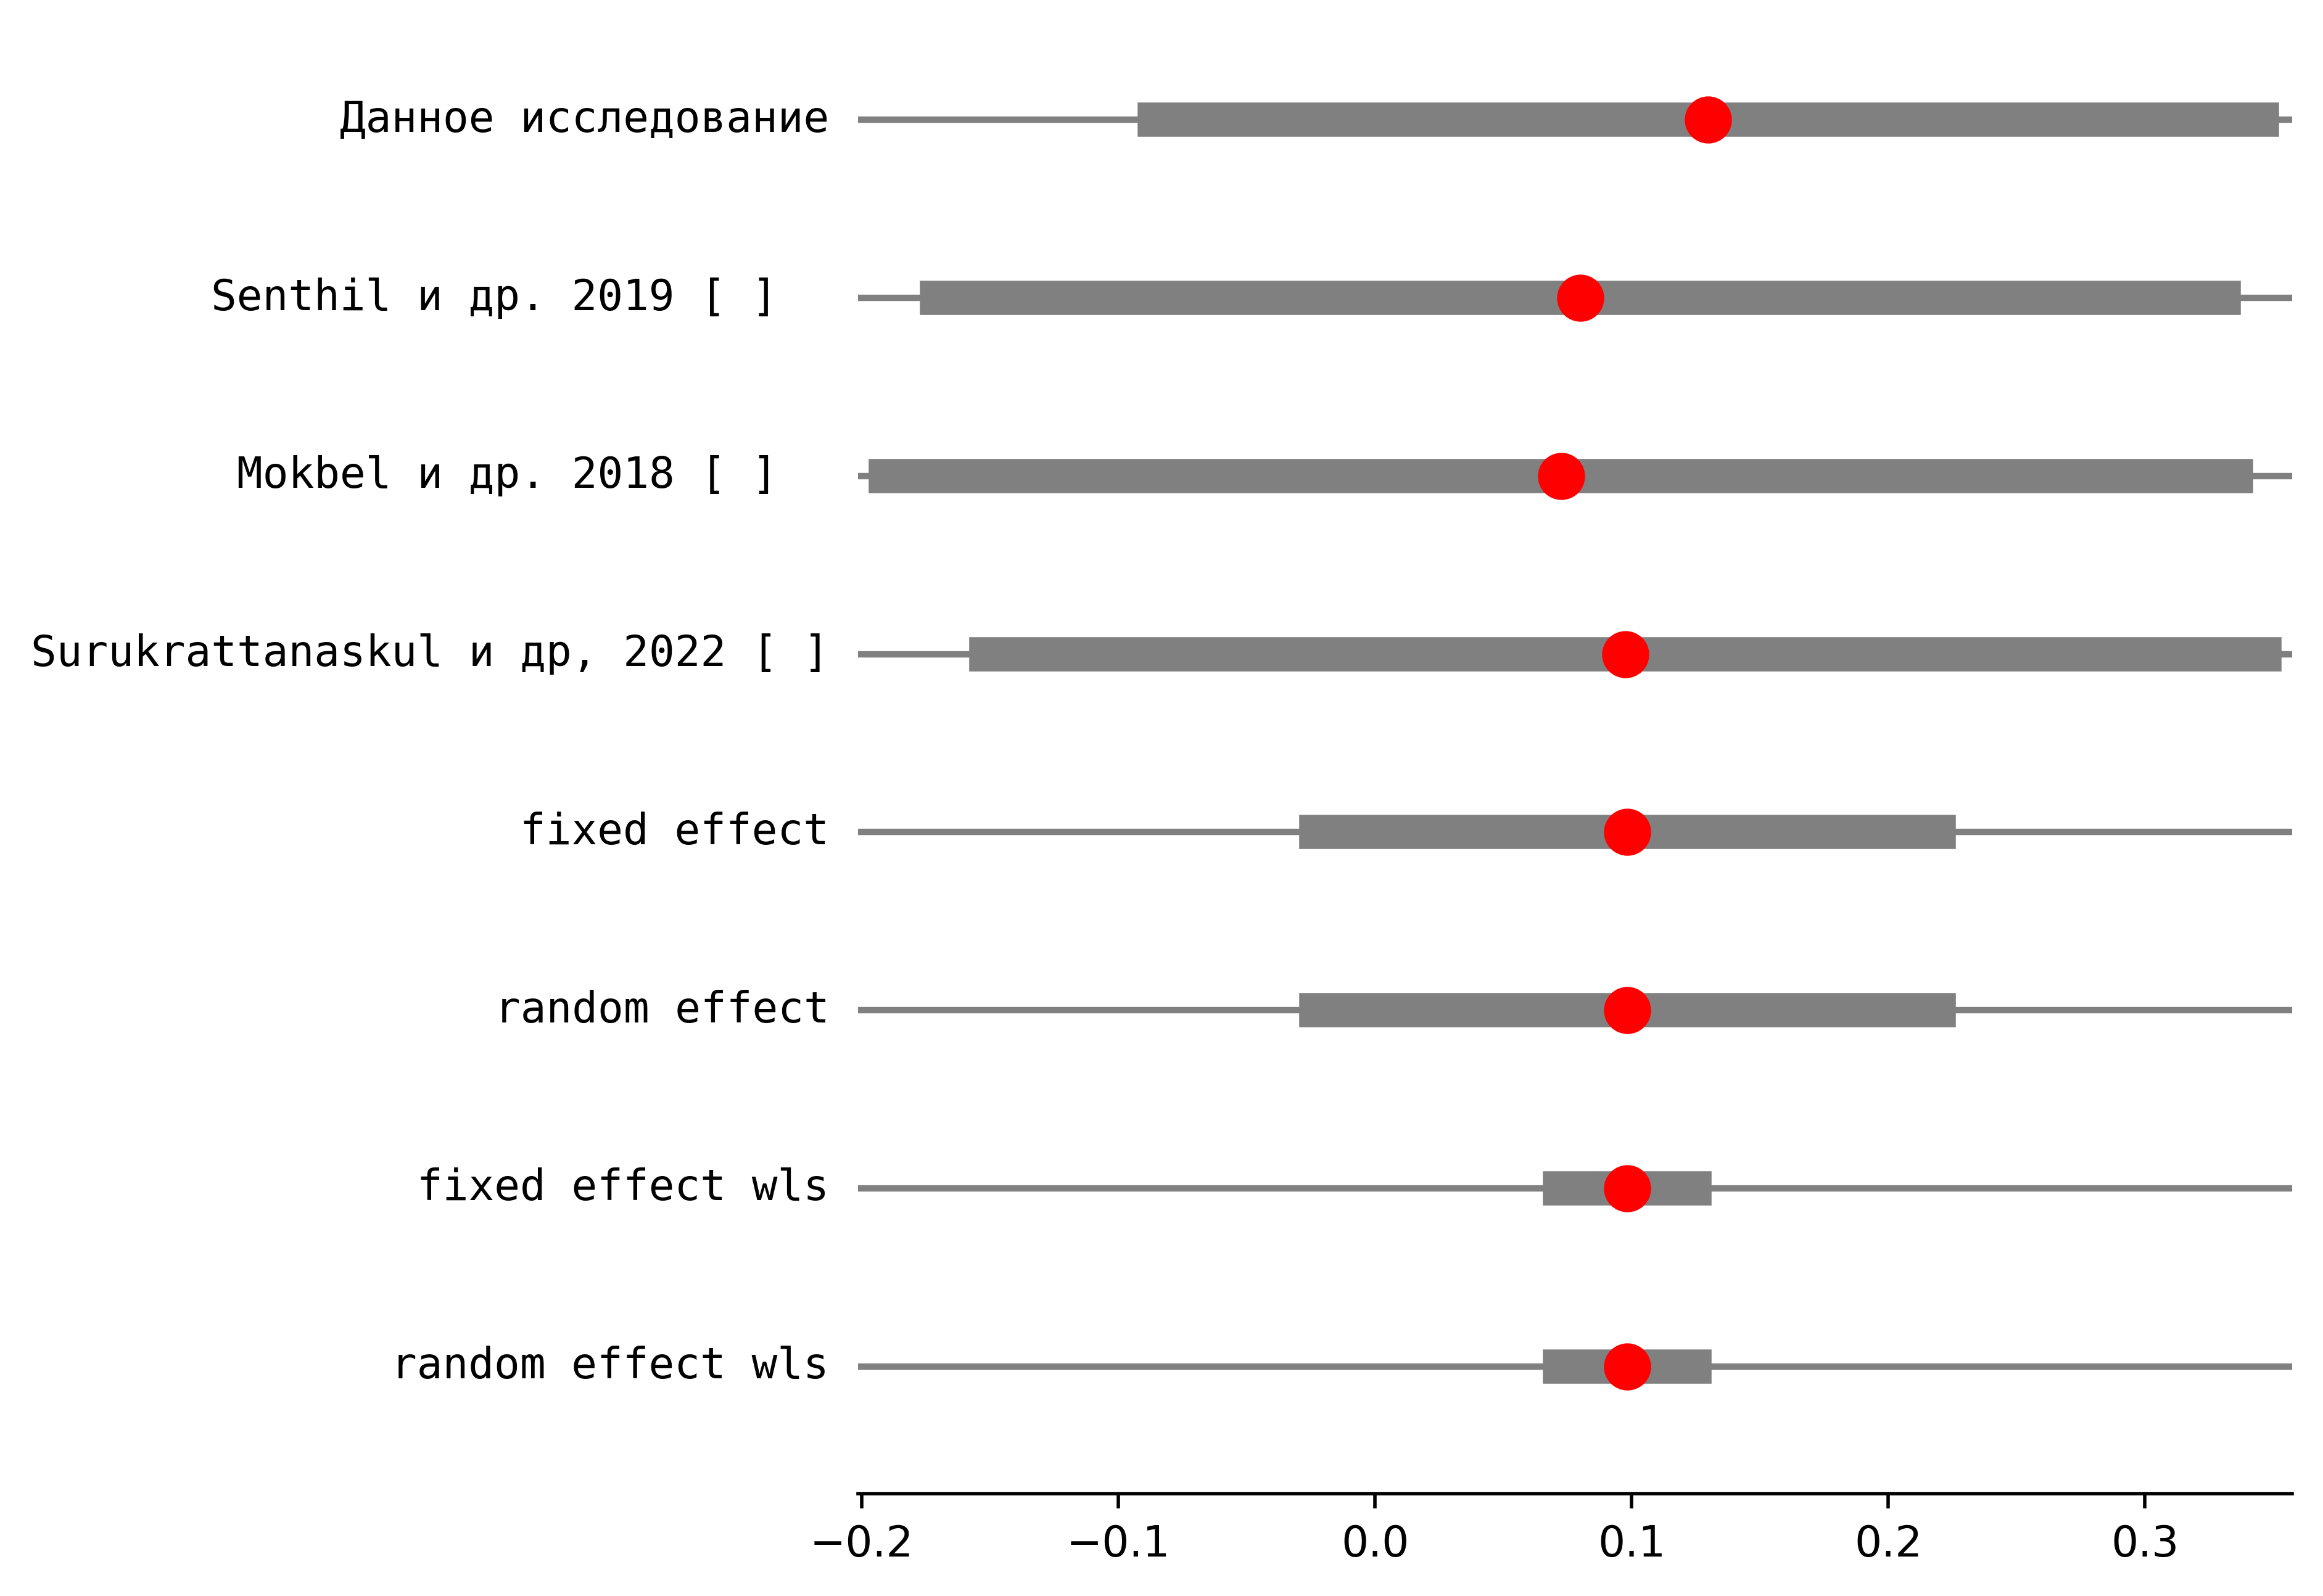 Данное исследование
Senthil и др. 2019 [ ]
Mokbel и др. 2018 [ ]
Surukrattanaskul и др, 2022 [ ]
fixed effect
random effect
fixed effect wls
random effect wls
−0.2 −0.1 0.0 0.1 0.2 0.3